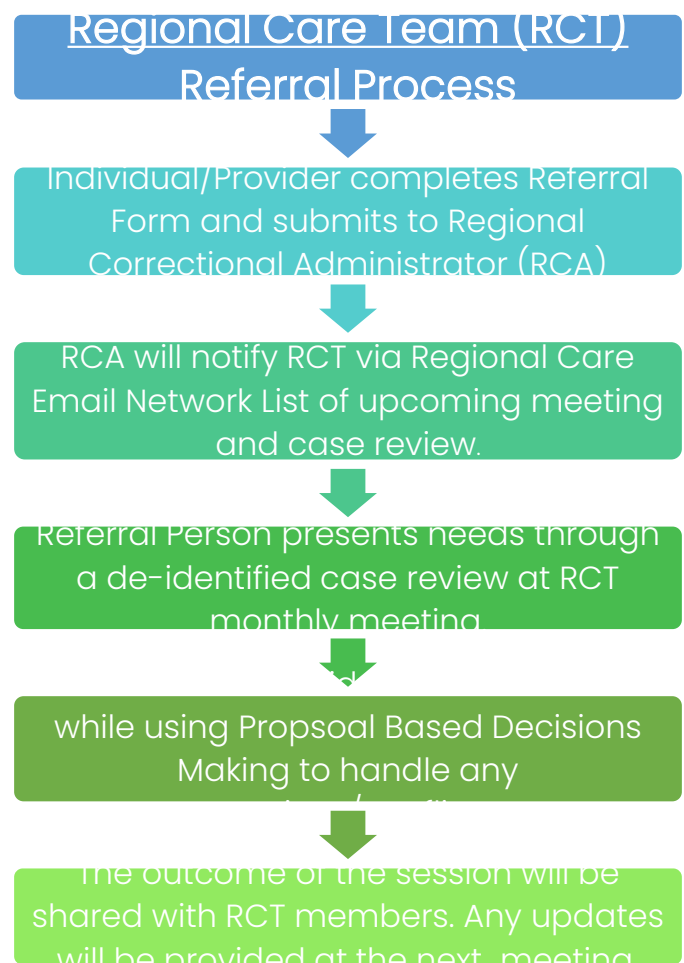 Regional Care Team (RCT)
Referral Process
Individual/Provider completes Referral
Form and submits to Regional
Correctional Administrator (RCA)
RCA will notify RCT via Regional Care
Email Network List of upcoming meeting
and case review.
Referral Person presents needs through
a de-identified case review at RCT
monthly meeting
while using Propsoal Based Decisions
Making to handle any
The outcome of the session will be
shared with RCT members. Any updates
will be provided at the next meeting